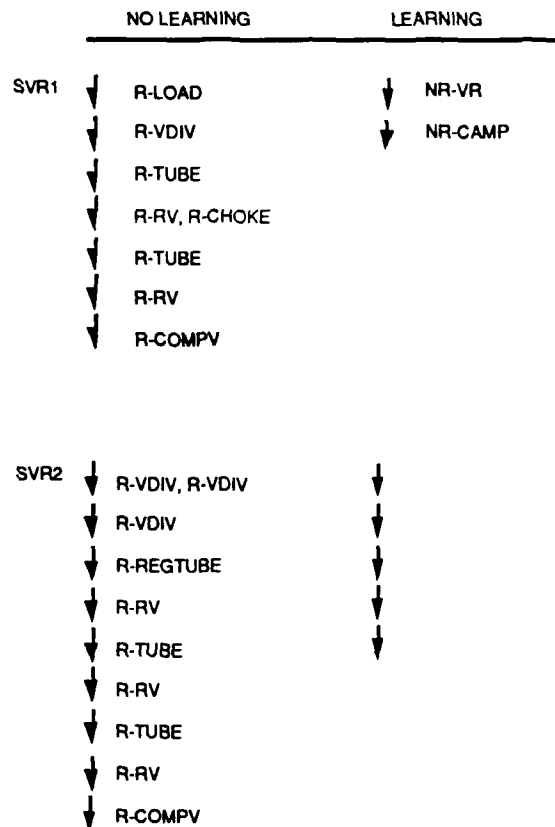 NO LEARNING LEARNING
SVR1 R-LOAD NR-VR
R-VDIV NR-CAMP
R-TUBE
R-RV, R-CHOKE
R-TUBE
R-RV
R-COMPV
SVR2 R-VDIV, R-VDIV
R-VDIV
R-REGTUBE
R-RV
R-TUBE
R-RV
R-TUBE
R-RV
R-COMPV